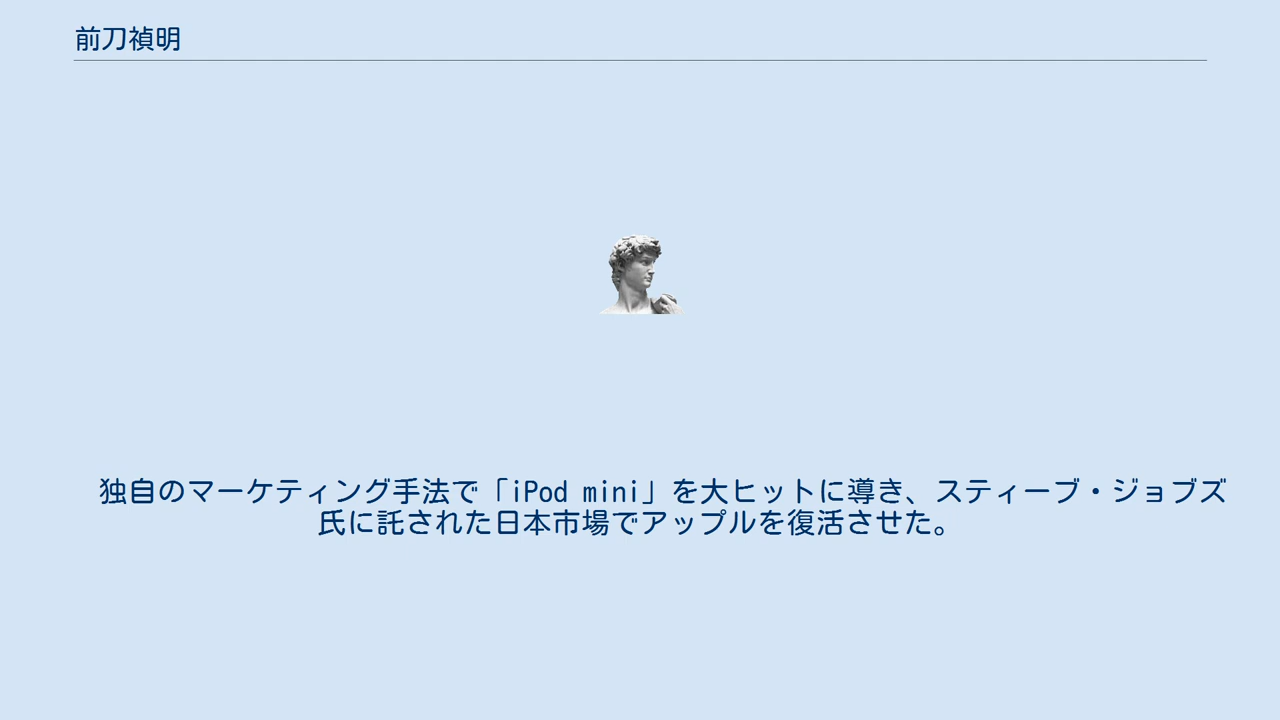 前刀禎明
独自のマーケティング手法で「iPod mini」を大ヒットに導き、スティーブ・ジョブズ
氏に託された日本市場でアップルを復活させた。